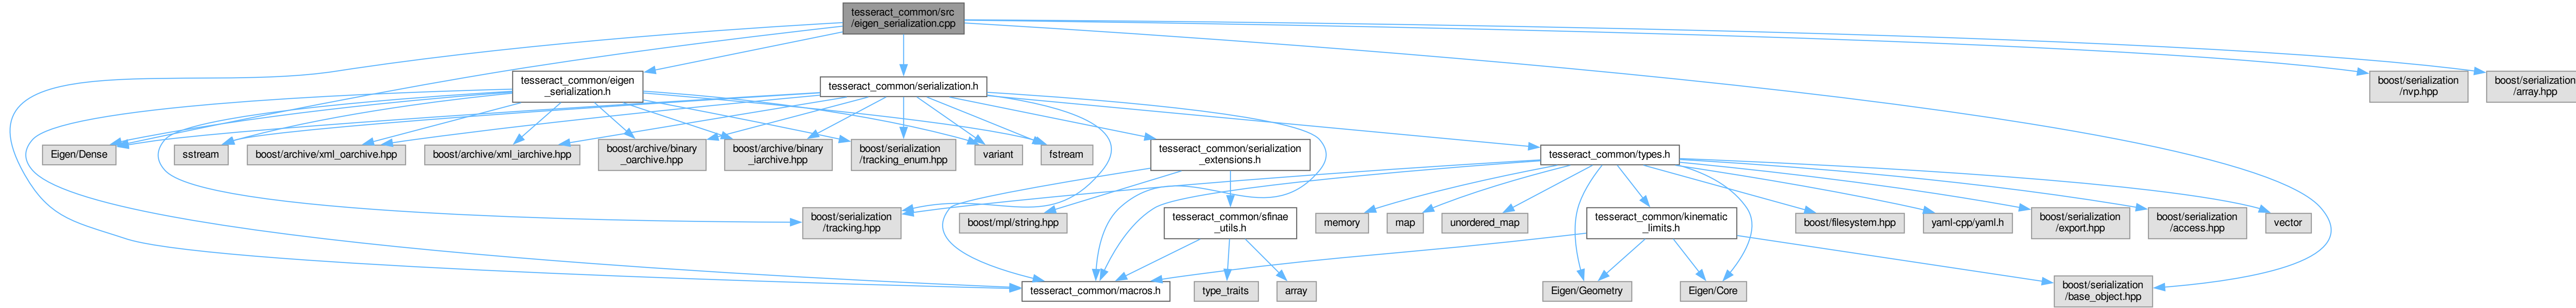 tesseract_common/src
/eigen_serialization.cpp
tesseract_common/eigen
_serialization.h
tesseract_common/serialization.h
boost/serialization
/nvp.hpp
boost/serialization
/array.hpp
Eigen/Dense
sstream
boost/archive/xml_oarchive.hpp
boost/archive/xml_iarchive.hpp
boost/archive/binary
_oarchive.hpp
boost/archive/binary
_iarchive.hpp
boost/serialization
/tracking_enum.hpp
variant
fstream
tesseract_common/serialization
_extensions.h
tesseract_common/types.h
boost/serialization
/tracking.hpp
boost/mpl/string.hpp
tesseract_common/sfinae
_utils.h
memory
map
unordered_map
tesseract_common/kinematic
_limits.h
boost/filesystem.hpp
yaml-cpp/yaml.h
boost/serialization
/export.hpp
boost/serialization
/access.hpp
vector
tesseract_common/macros.h
type_traits
array
Eigen/Geometry
Eigen/Core
boost/serialization
/base_object.hpp